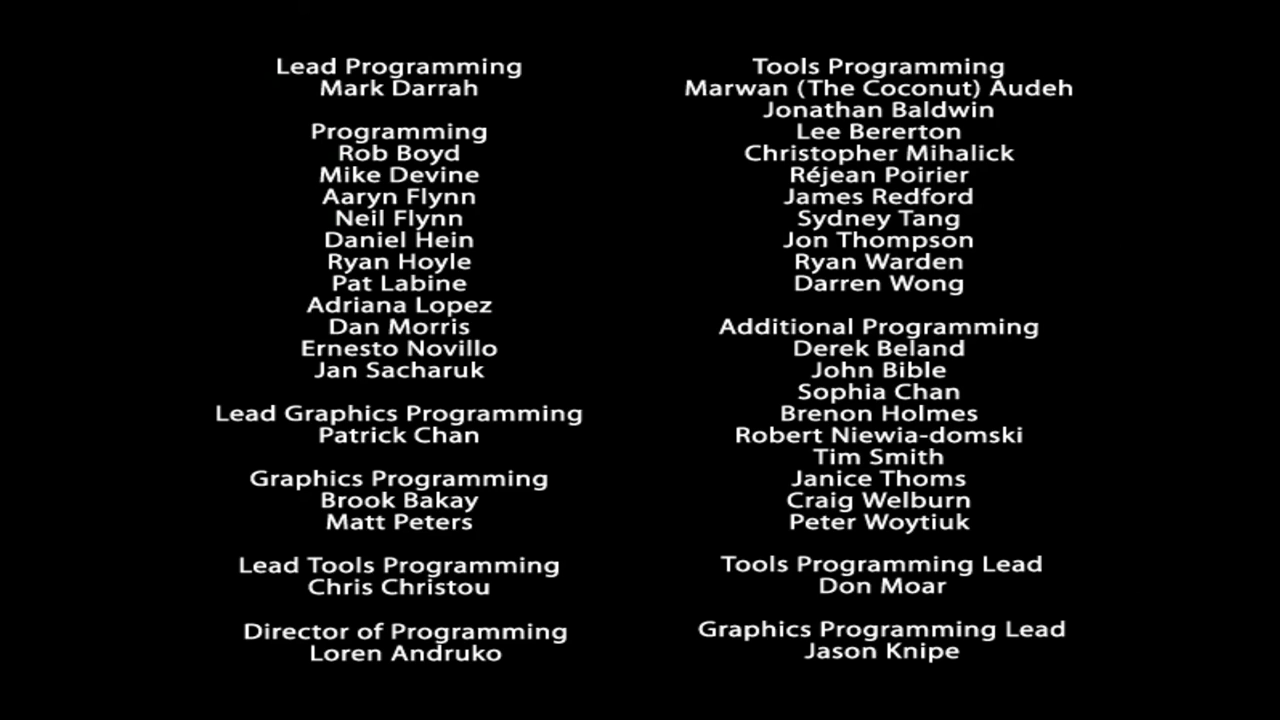 Lead Programming
Mark Darrah
Programming
Rob Boyd
Mike Devine
Aaryn Flynn
Neil Flynn
Daniel Hein
Ryan Hoyle
Pat Labine
Adriana Lopez
Dan Morris
Ernesto Novillo
Jan Sacharuk
Lead Graphics Programming
Patrick Chan
Graphics Programming
Brook Bakay
Matt Peters
Lead Tools Programming
Chris Christou
Director of Programming
Loren Andruko
Tools Programming
Marwan (The Coconut) Audeh
Jonathan Baldwin
Lee Bererton
Christopher Mihalick
Réjean Poirier
James Redford
Sydney Tang
Jon Thompson
Ryan Warden
Darren Wong
Additional Programming
Derek Beland
John Bible
Sophia Chan
Brenon Holmes
Robert Niewia-domski
Tim Smith
Janice Thoms
Craig Welburn
Peter Woytiuk
Tools Programming Lead
Don Moar
Graphics Programming Lead
Jason Knipe